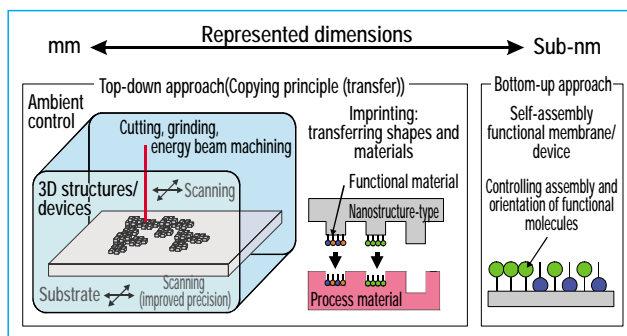 Represented dimensions
mm
Sub-nm
Top-down approach(Copying principle (transfer))
Ambient
control
Cutting, grinding,
energy beam machining
3D structures/
devices
Scanning
Substrate
Scanning
(improved precision)
Imprinting:
transferring shapes and
materials
Functional material
Nanostructure-type
Process material
Bottom-up approach
Self-assembly
functional membrane/
device
Controlling assembly and
orientation of functional
molecules